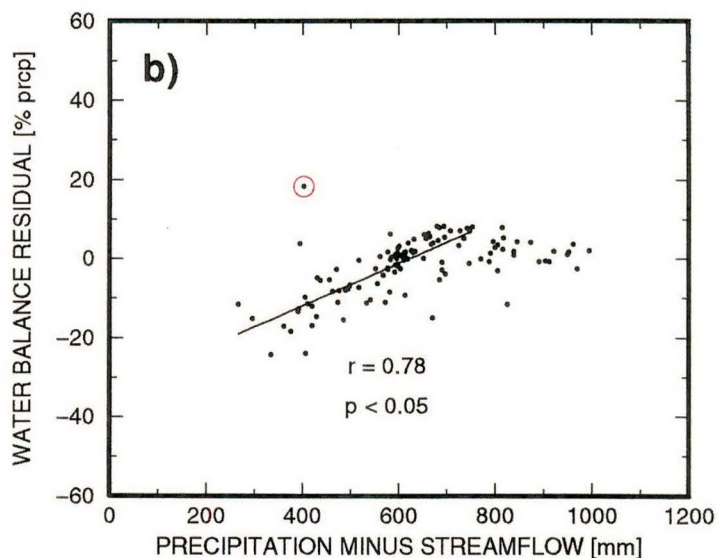 b)
WATER BALANCE RESIDUAL [% prcp]
60
40
20
0
−20
−40
−60
r = 0.78
p < 0.05
0 200 400 600 800 1000 1200
PRECIPITATION MINUS STREAMFLOW [mm]